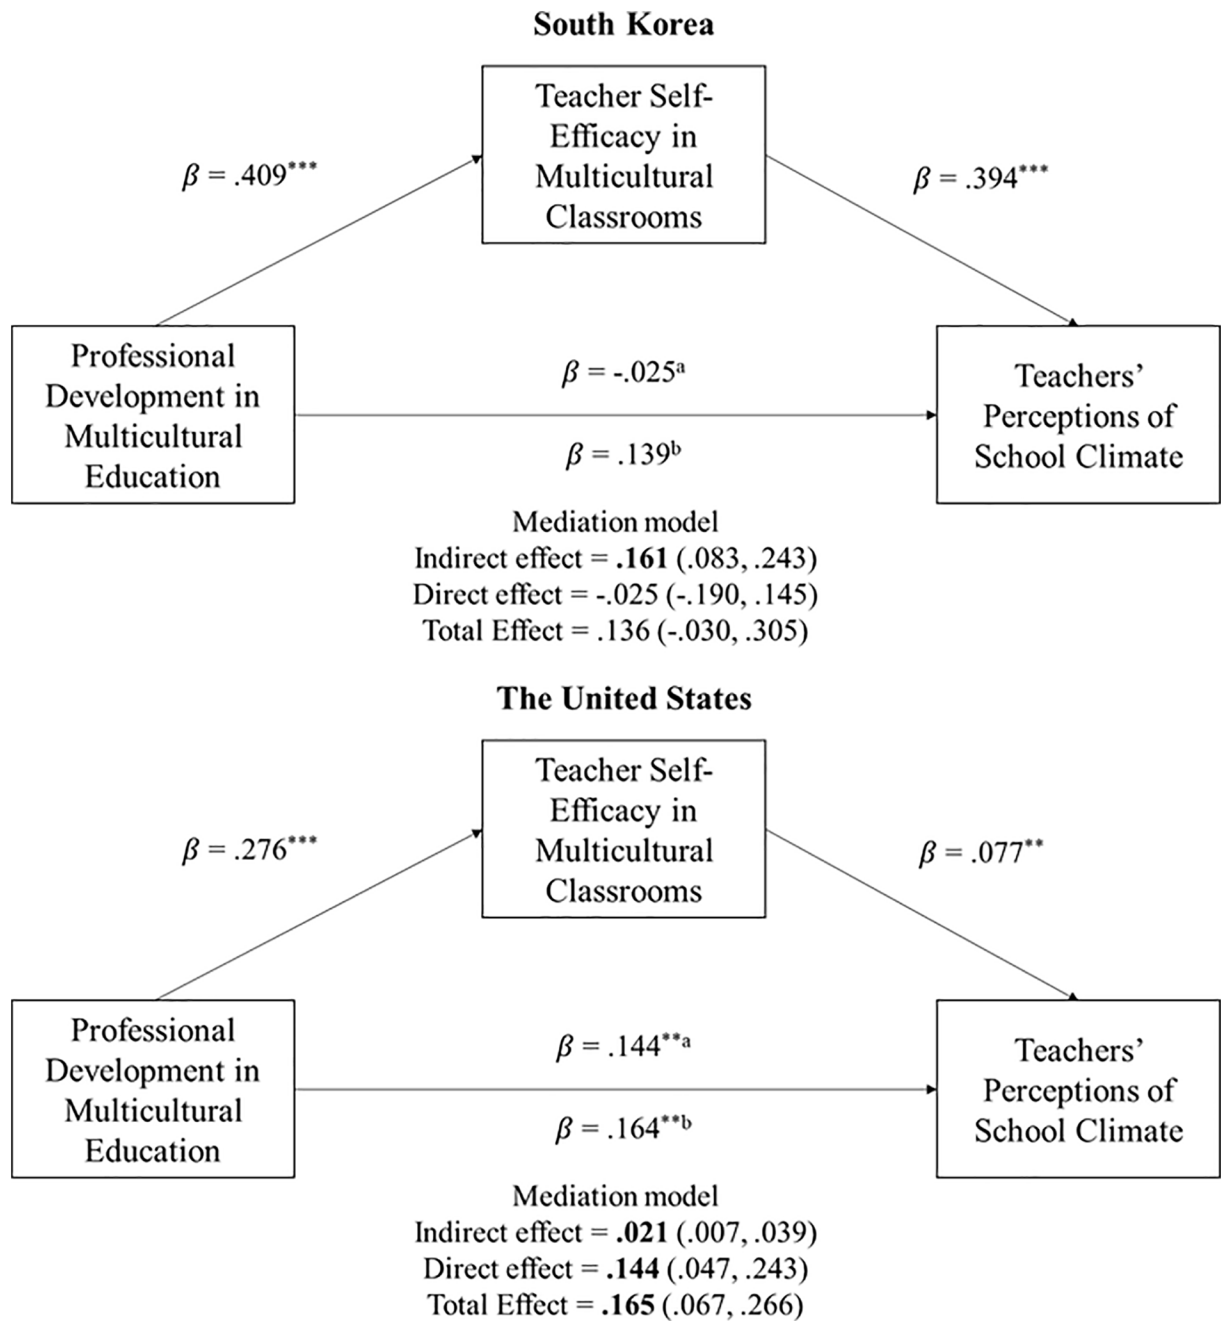 South Korea
Teacher Self-
Efficacy in
Multicultural
Classrooms
β = .409***
β = .394***
Professional
Development in
Multicultural
Education
β = -.025ᵃ
β = .139ᵇ
Teachers’
Perceptions of
School Climate
Mediation model
Indirect effect = .161 (.083, .243)
Direct effect = -.025 (-.190, .145)
Total Effect = .136 (-.030, .305)
The United States
Teacher Self-
Efficacy in
Multicultural
Classrooms
β = .276***
β = .077**
Professional
Development in
Multicultural
Education
β = .144**ᵃ
β = .164**ᵇ
Teachers’
Perceptions of
School Climate
Mediation model
Indirect effect = .021 (.007, .039)
Direct effect = .144 (.047, .243)
Total Effect = .165 (.067, .266)